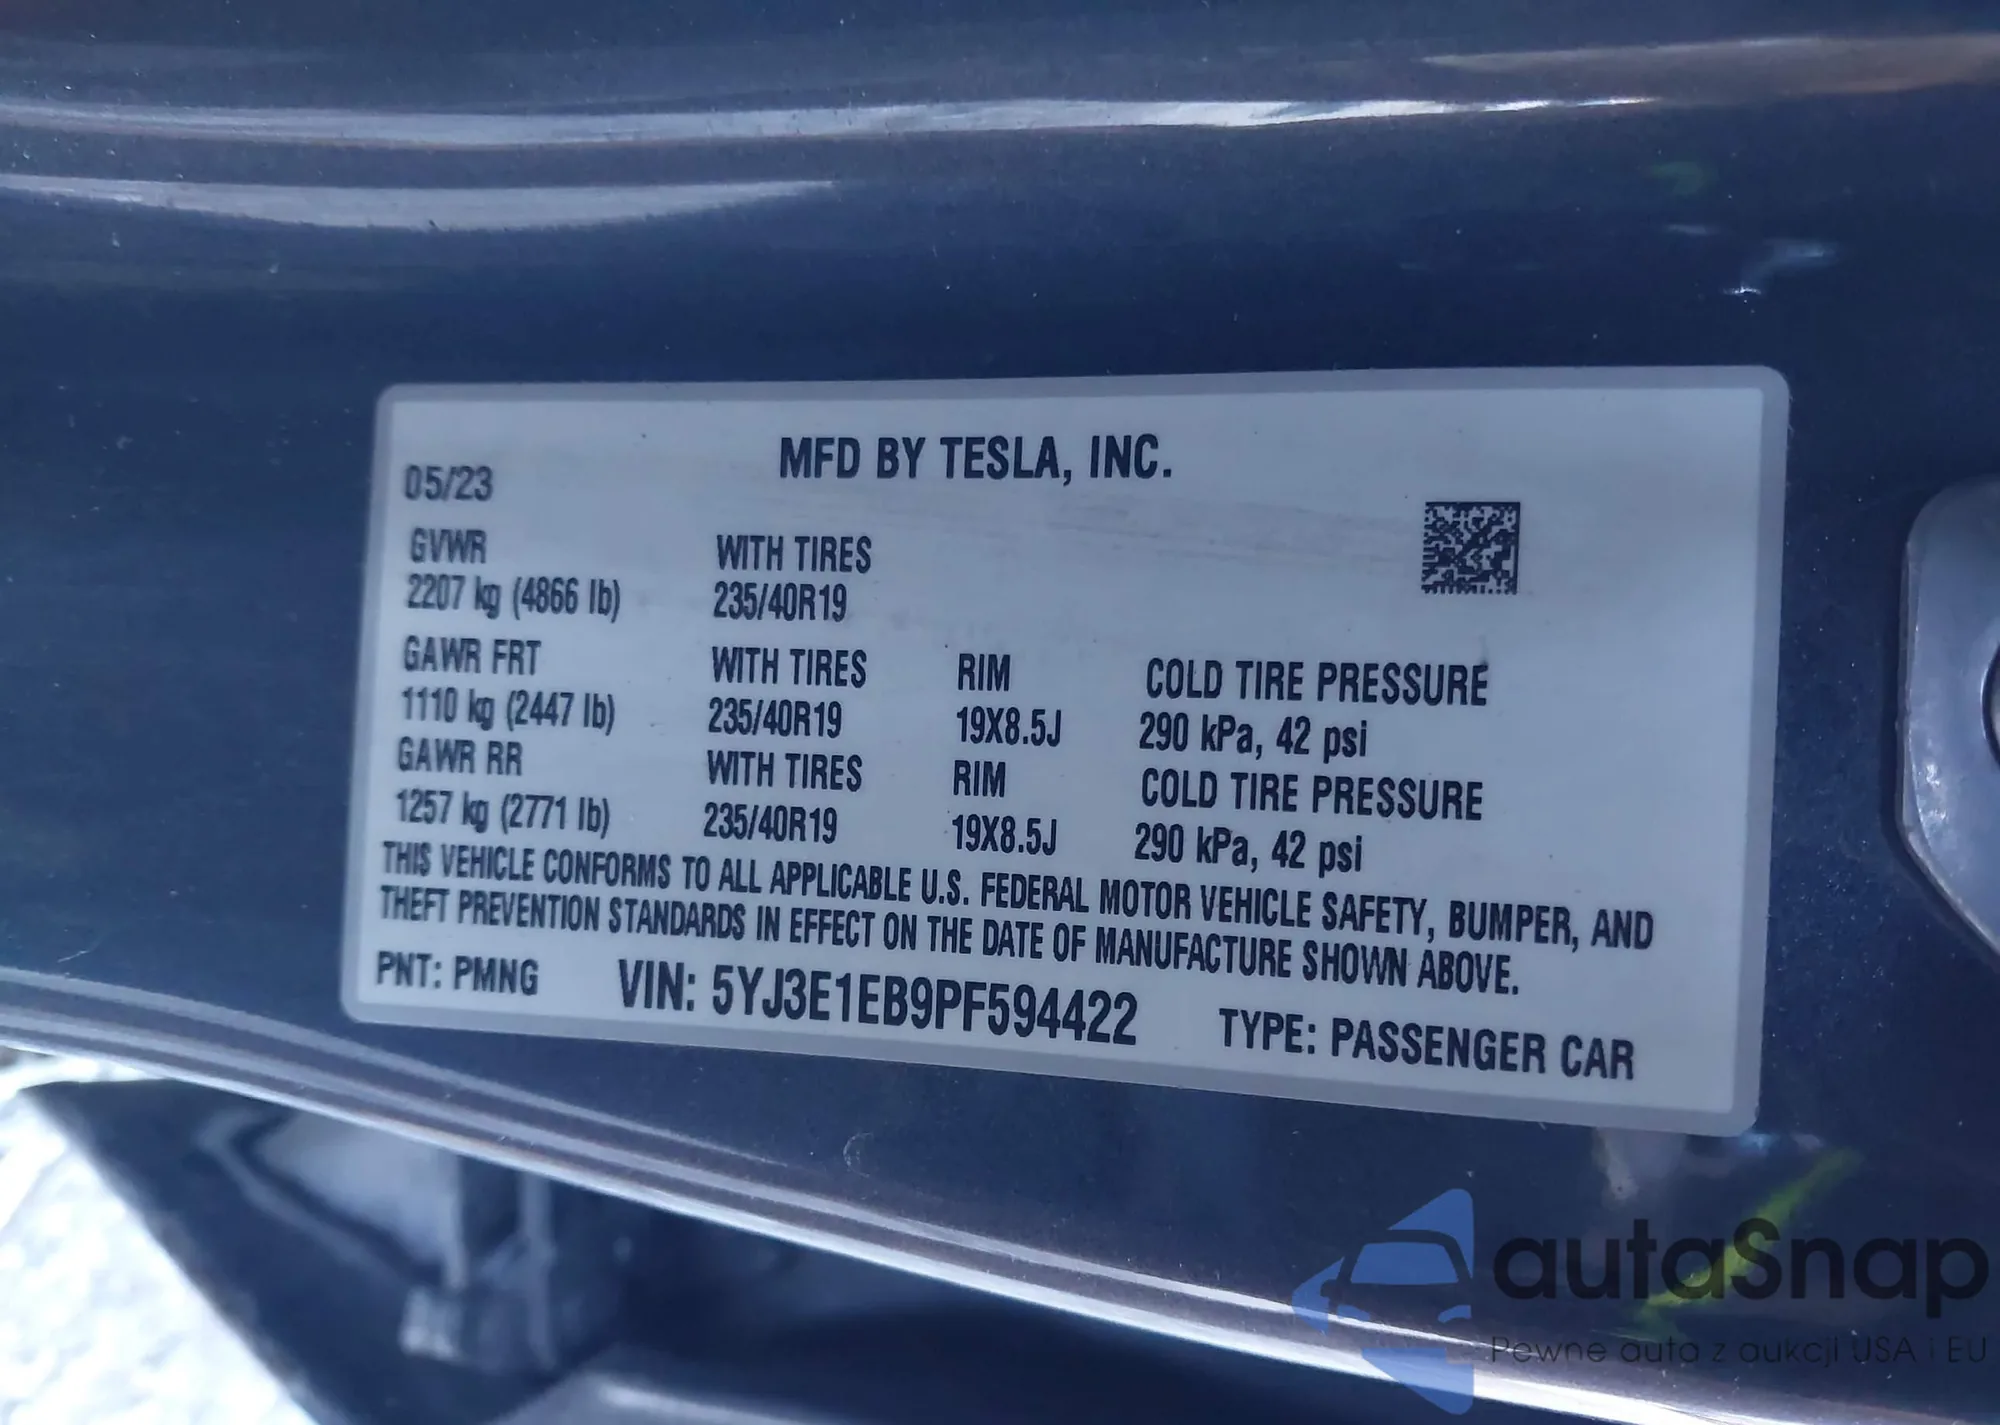 MFD BY TESLA, INC.
05/23
GVWR WITH TIRES
2207 kg (4866 lb) 235/40R19
GAWR FRT WITH TIRES RIM COLD TIRE PRESSURE
1110 kg (2447 lb) 235/40R19 19X8.5J 290 kPa, 42 psi
GAWR RR WITH TIRES RIM COLD TIRE PRESSURE
1257 kg (2771 lb) 235/40R19 19X8.5J 290 kPa, 42 psi
THIS VEHICLE CONFORMS TO ALL APPLICABLE U.S. FEDERAL MOTOR VEHICLE SAFETY, BUMPER, AND
THEFT PREVENTION STANDARDS IN EFFECT ON THE DATE OF MANUFACTURE SHOWN ABOVE.
PNT: PMNG VIN: 5YJ3E1EB9PF594422 TYPE: PASSENGER CAR
autaSnap
Pewne auta z aukcji USA i EU